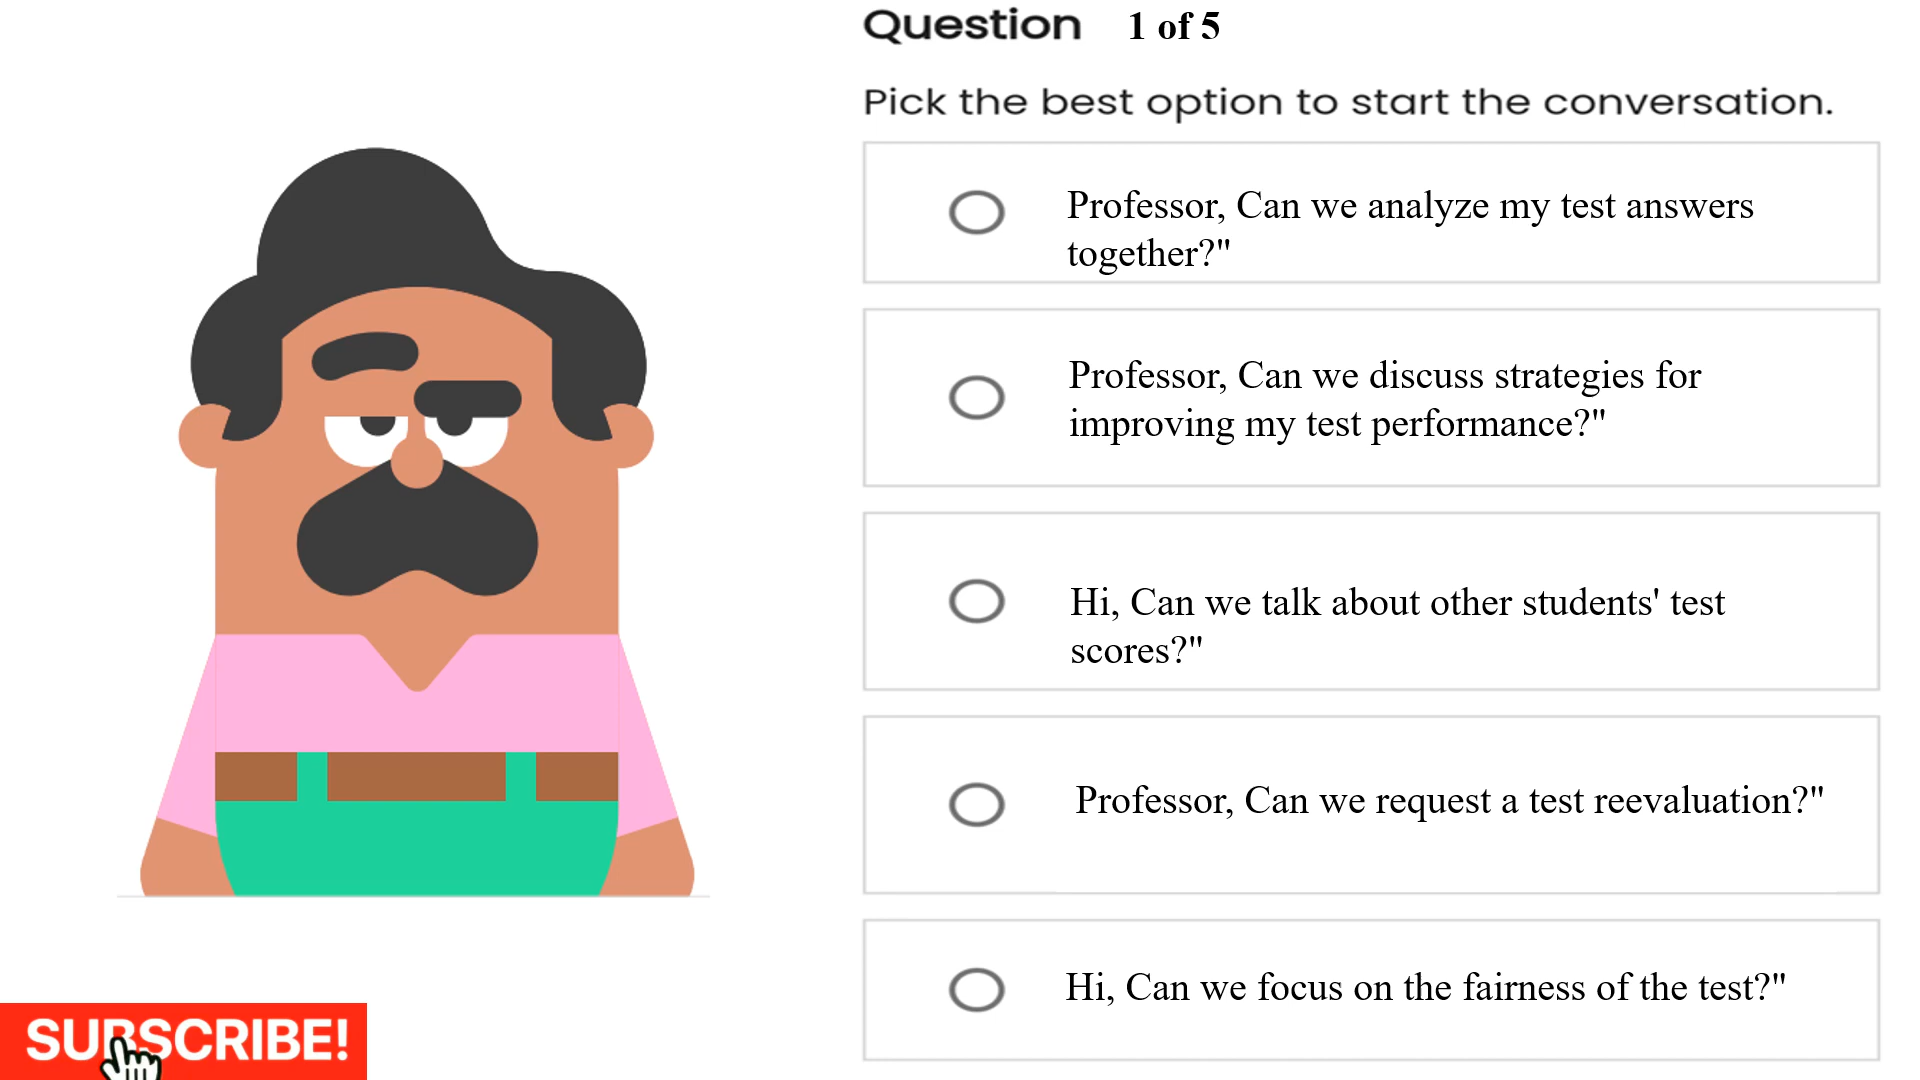 Question 1 of 5
Pick the best option to start the conversation.
Professor, Can we analyze my test answers
together?"
Professor, Can we discuss strategies for
improving my test performance?"
Hi, Can we talk about other students' test
scores?"
Professor, Can we request a test reevaluation?"
Hi, Can we focus on the fairness of the test?"
SUBSCRIBE!